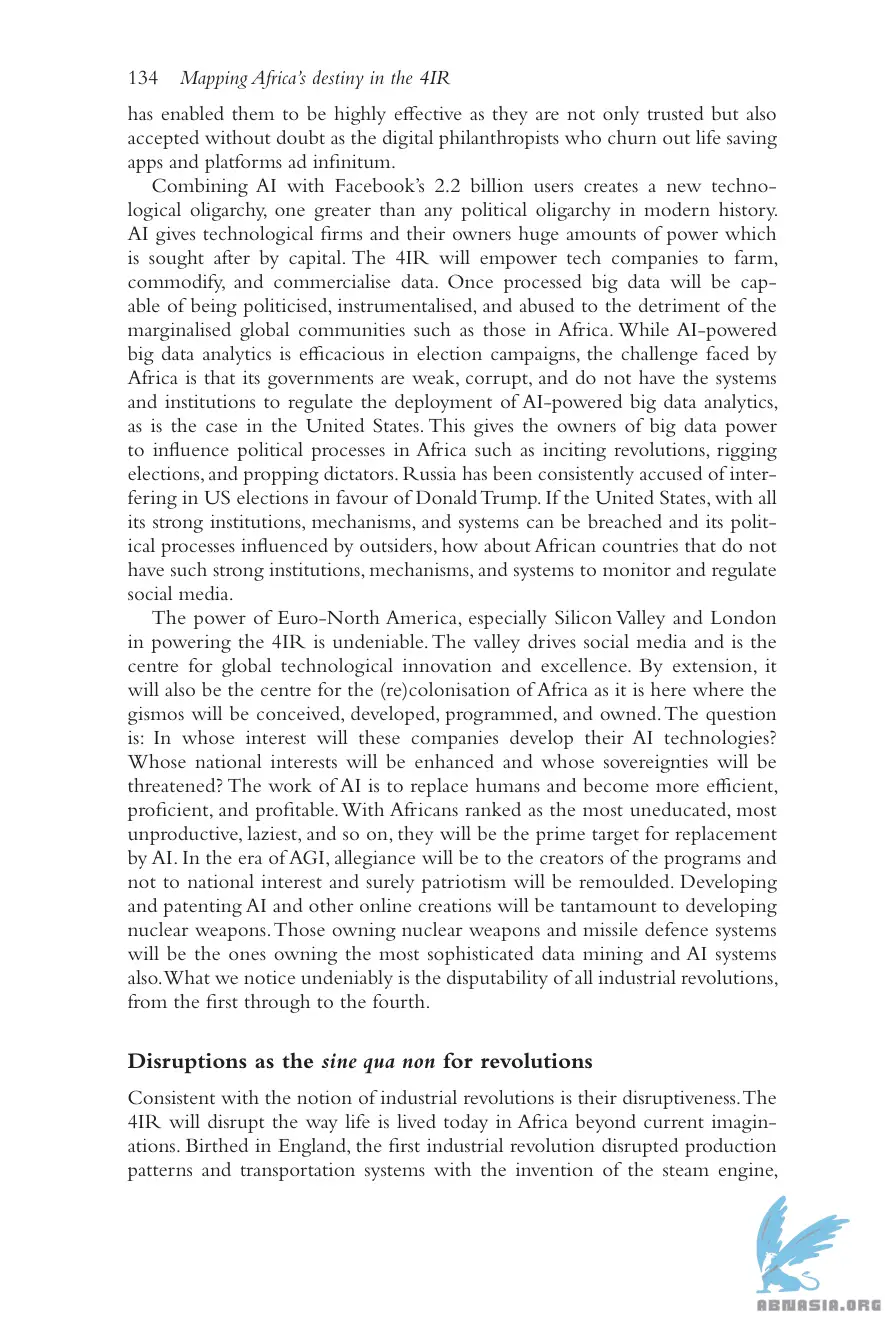 134 Mapping Africa's destiny in the 4IR
has enabled them to be highly effective as they are not only trusted but also
accepted without doubt as the digital philanthropists who churn out life saving
apps and platforms ad infinitum.
Combining AI with Facebook's 2.2 billion users creates a new techno-
logical oligarchy, one greater than any political oligarchy in modern history.
AI gives technological firms and their owners huge amounts of power which
is sought after by capital. The 4IR will empower tech companies to farm,
commodify, and commercialise data. Once processed big data will be cap-
able of being politicised, instrumentalised, and abused to the detriment of the
marginalised global communities such as those in Africa. While AI-powered
big data analytics is efficacious in election campaigns, the challenge faced by
Africa is that its governments are weak, corrupt, and do not have the systems
and institutions to regulate the deployment of AI-powered big data analytics,
as is the case in the United States. This gives the owners of big data power
to influence political processes in Africa such as inciting revolutions, rigging
elections, and propping dictators. Russia has been consistently accused of inter-
fering in US elections in favour of Donald Trump. If the United States, with all
its strong institutions, mechanisms, and systems can be breached and its polit-
ical processes influenced by outsiders, how about African countries that do not
have such strong institutions, mechanisms, and systems to monitor and regulate
social media.
The power of Euro-North America, especially Silicon Valley and London
in powering the 4IR is undeniable. The valley drives social media and is the
centre for global technological innovation and excellence. By extension, it
will also be the centre for the (re)colonisation of Africa as it is here where the
gismos will be conceived, developed, programmed, and owned. The question
is: In whose interest will these companies develop their AI technologies?
Whose national interests will be enhanced and whose sovereignties will be
threatened? The work of AI is to replace humans and become more efficient,
proficient, and profitable. With Africans ranked as the most uneducated, most
unproductive, laziest, and so on, they will be the prime target for replacement
by AI. In the era of AGI, allegiance will be to the creators of the programs and
not to national interest and surely patriotism will be remoulded. Developing
and patenting AI and other online creations will be tantamount to developing
nuclear weapons. Those owning nuclear weapons and missile defence systems
will be the ones owning the most sophisticated data mining and AI systems
also. What we notice undeniably is the disputability of all industrial revolutions,
from the first through to the fourth.
Disruptions as the sine qua non for revolutions
Consistent with the notion of industrial revolutions is their disruptiveness. The
4IR will disrupt the way life is lived today in Africa beyond current imagin-
ations. Birthed in England, the first industrial revolution disrupted production
patterns and transportation systems with the invention of the steam engine,
ABNASIA.ORG